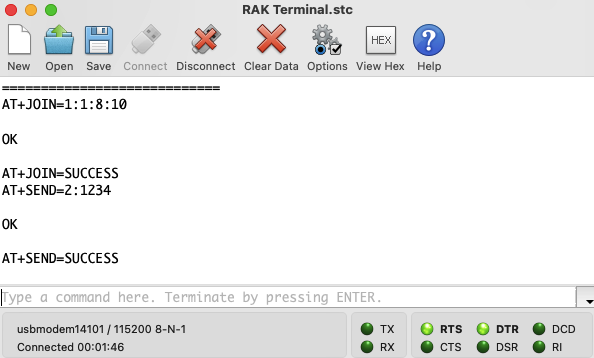 RAK Terminal.stc
New Open Save Connect Disconnect Clear Data Options HEX View Hex ? Help
============================
AT+JOIN=1:1:8:10
OK
AT+JOIN=SUCCESS
AT+SEND=2:1234
OK
AT+SEND=SUCCESS
Type a command here. Terminate by pressing ENTER.
usbmodem14101 / 115200 8-N-1 TX RTS DTR DCD
Connected 00:01:46 RX CTS DSR RI